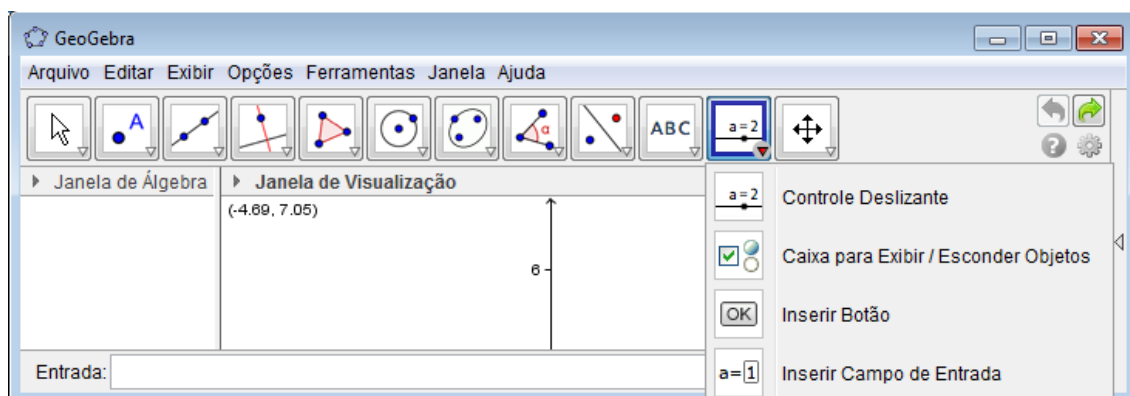 GeoGebra
Arquivo Editar Exibir Opções Ferramentas Janela Ajuda
A α ABC a=2
Janela de Álgebra Janela de Visualização
(-4.69, 7.05)
6
a=2 Controle Deslizante
Caixa para Exibir / Esconder Objetos
OK Inserir Botão
a=1 Inserir Campo de Entrada
Entrada: